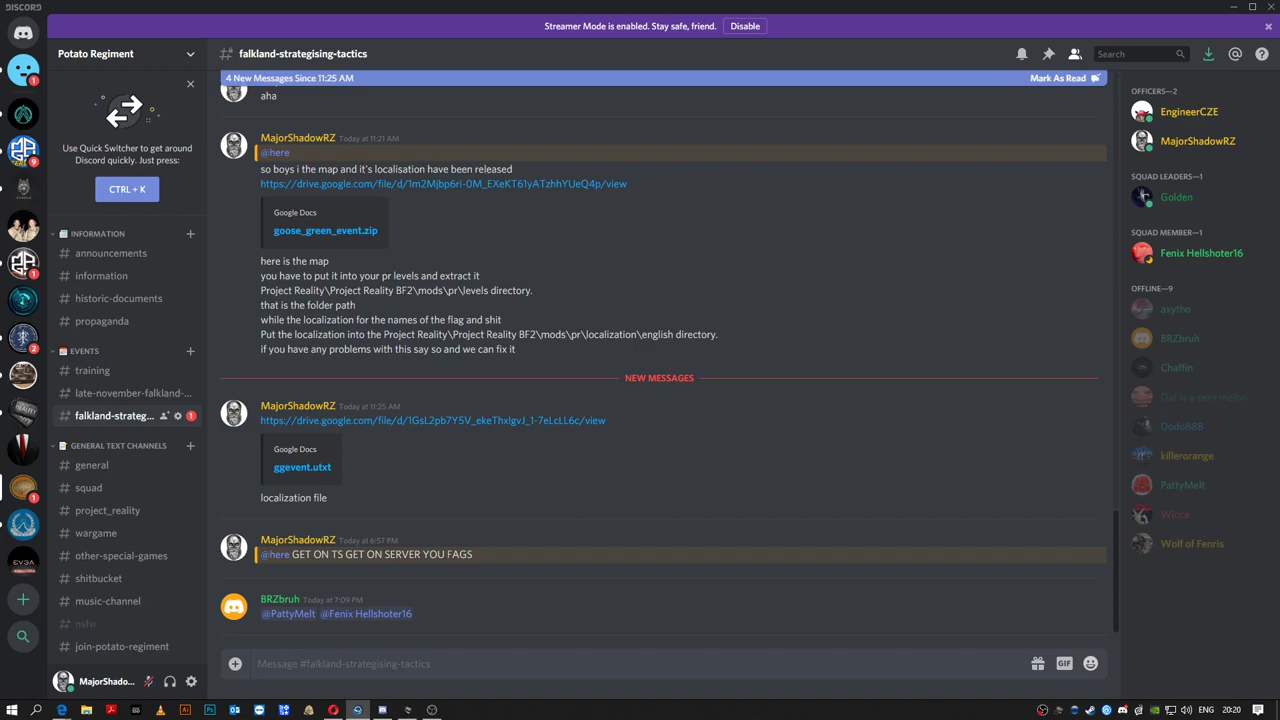 DISCORD
Streamer Mode is enabled. Stay safe, friend. Disable
Potato Regiment
# falkland-strategising-tactics
Search
4 New Messages Since 11:25 AM Mark As Read
Use Quick Switcher to get around
Discord quickly. Just press:
CTRL + K
INFORMATION
# announcements
# information
# historic-documents
# propaganda
EVENTS
# training
late-november-falkland-...
# falkland-strateg... 1
GENERAL TEXT CHANNELS
# general
# squad
# project_reality
# wargame
# other-special-games
# shitbucket
# music-channel
# nsfw
# join-potato-regiment
MajorShado...
1
9
1
2
1
EVGA
aha
MajorShadowRZ Today at 11:21 AM
@here
so boys i the map and it's localisation have been released
https://drive.google.com/file/d/1m2Mjbp6ri-0M_EXeKT61yATzhhYUeQ4p/view
Google Docs
goose_green_event.zip
here is the map
you have to put it into your pr levels and extract it
Project Reality\Project Reality BF2\mods\pr\levels directory.
that is the folder path
while the localization for the names of the flag and shit
Put the localization into the Project Reality\Project Reality BF2\mods\pr\localization\english directory.
if you have any problems with this say so and we can fix it
NEW MESSAGES
MajorShadowRZ Today at 11:25 AM
https://drive.google.com/file/d/1GsL2pb7Y5V_ekeThxlgvJ_1-7eLcLL6c/view
Google Docs
ggevent.utxt
localization file
MajorShadowRZ Today at 6:57 PM
@here GET ON TS GET ON SERVER YOU FAGS
BRZbruh Today at 7:09 PM
@PattyMelt @Fenix Hellshoter16
Message #falkland-strategising-tactics
GIF
OFFICERS—2
EngineerCZE
MajorShadowRZ
SQUAD LEADERS—1
Golden
SQUAD MEMBER—1
Fenix Hellshoter16
OFFLINE—9
axytho
BRZbruh
Chaffin
Dat is a sexy melon
Dodo888
killerorange
PattyMelt
Wicca
Wolf of Fenris
ENG 20:20